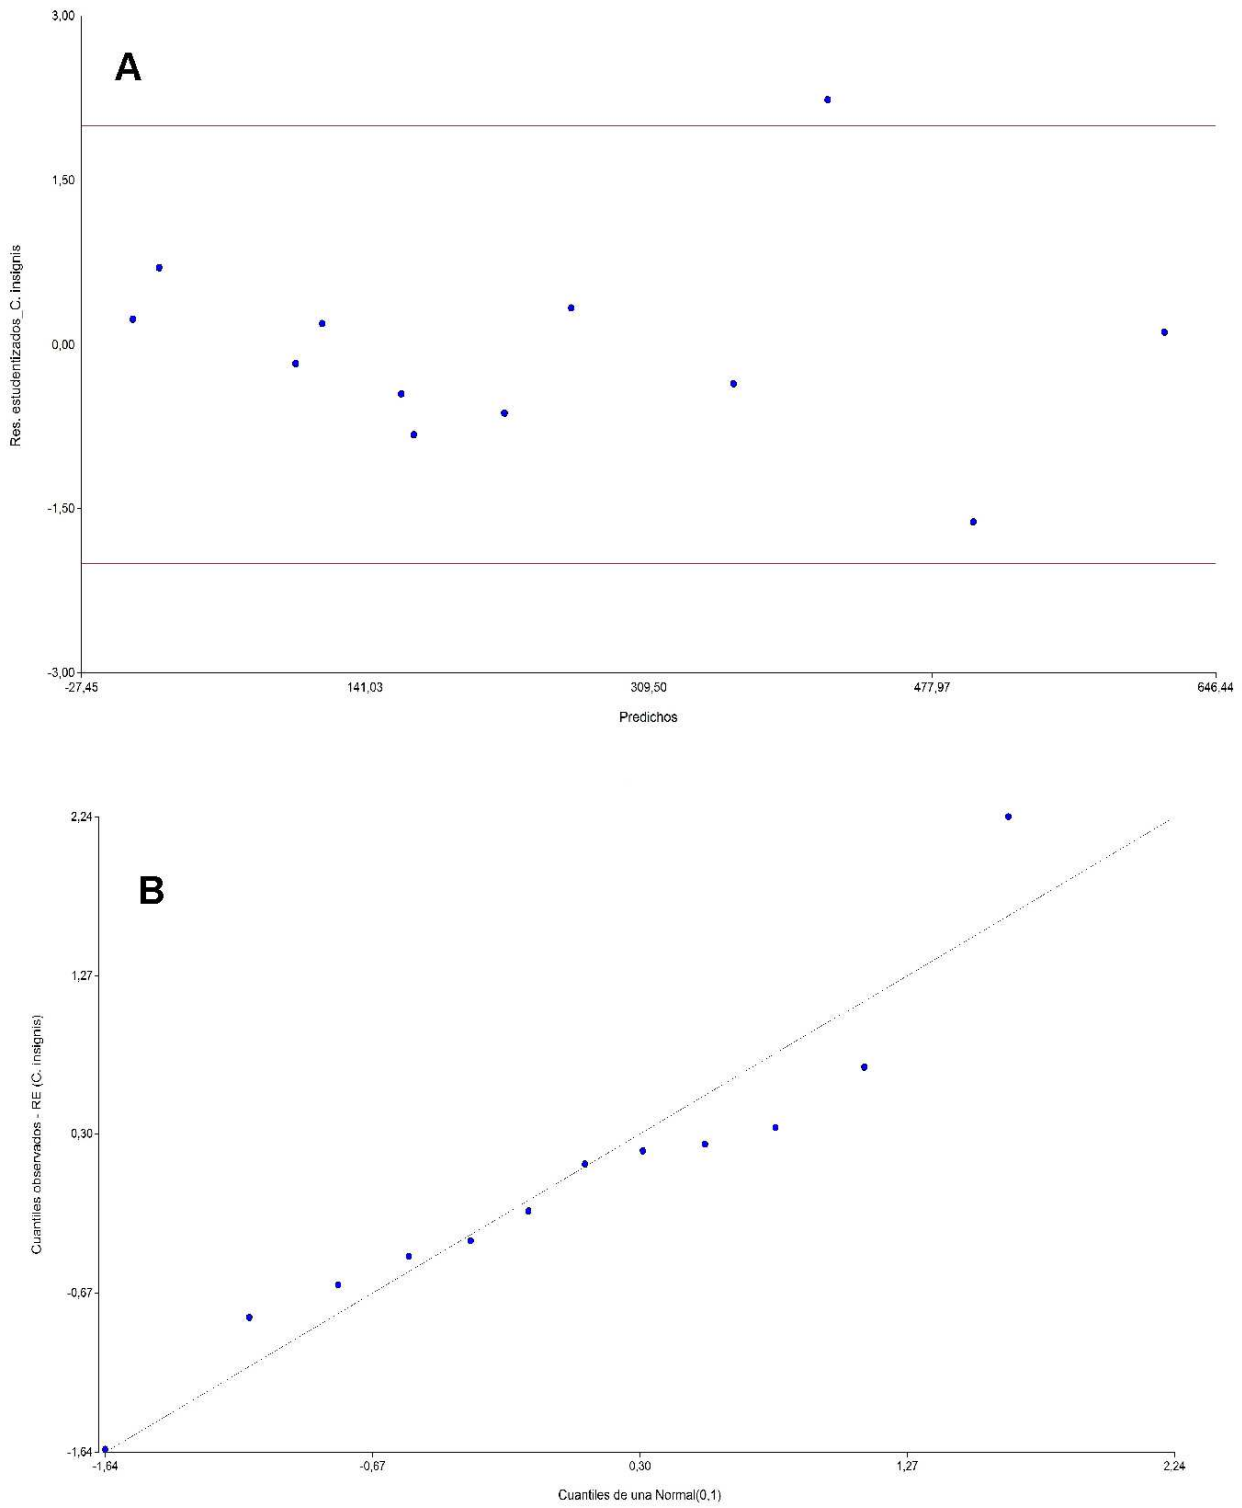 3,00
A
1,50
Res. estudentizados_C. insignis
0,00
-1,50
-3,00
-27,45 141,03 309,50 477,97 646,44
Predichos
2,24
B
1,27
Cuantiles observados - RE (C. insignis)
0,30
-0,67
-1,64
-1,64 -0,67 0,30 1,27 2,24
Cuantiles de una Normal(0,1)